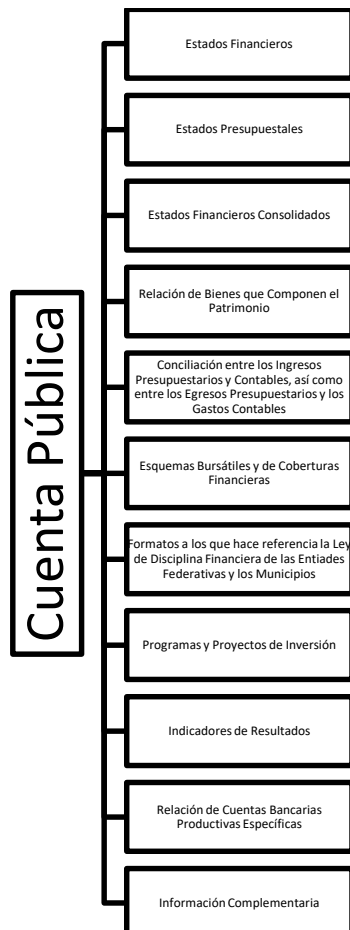 Cuenta Pública
Estados Financieros
Estados Presupuestales
Estados Financieros Consolidados
Relación de Bienes que Componen el
Patrimonio
Conciliación entre los Ingresos
Presupuestarios y Contables, así como
entre los Egresos Presupuestarios y los
Gastos Contables
Esquemas Bursátiles y de Coberturas
Financieras
Formatos a los que hace referencia la Ley
de Disciplina Financiera de las Entiades
Federativas y los Municipios
Programas y Proyectos de Inversión
Indicadores de Resultados
Relación de Cuentas Bancarias
Productivas Específicas
Información Complementaria